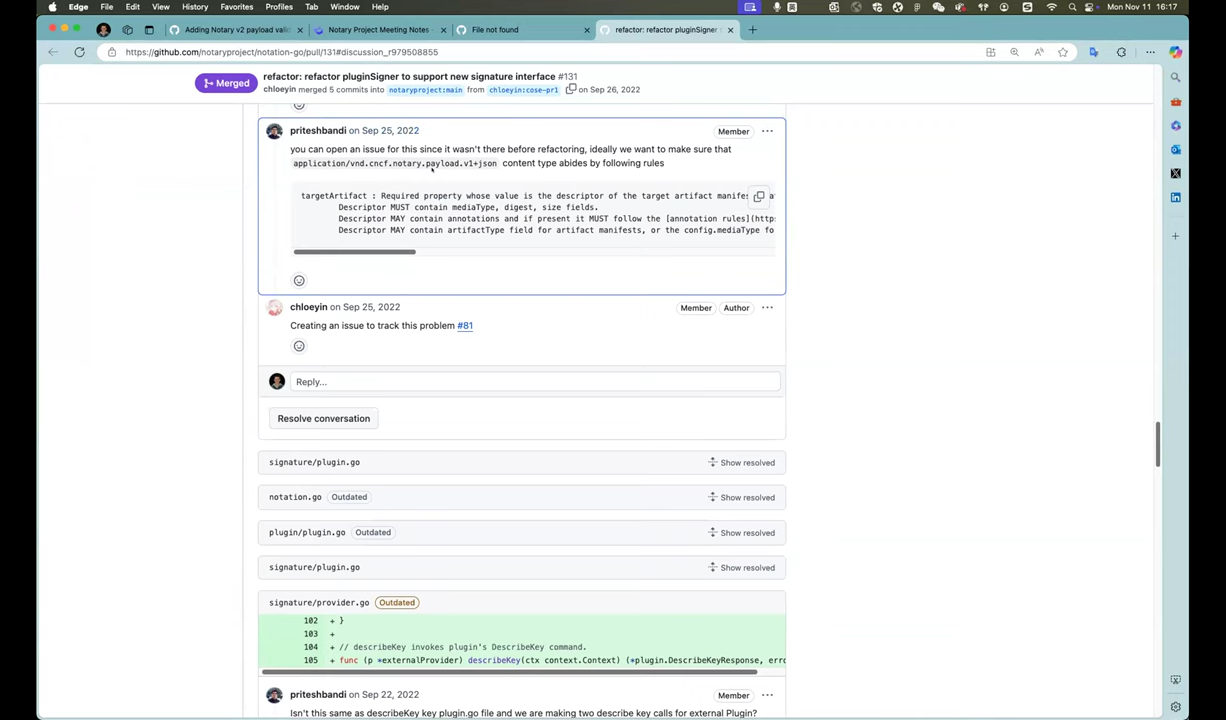 Edge File Edit View History Favorites Profiles Tab Window Help
Mon Nov 11 16:17
Adding Notary v2 payload valid
Notary Project Meeting Notes
File not found
refactor: refactor pluginSigner
https://github.com/notaryproject/notation-go/pull/131#discussion_r979508855
Merged
refactor: refactor pluginSigner to support new signature interface #131
chloeyin merged 5 commits into notaryproject:main from chloeyin:cose-pr1 on Sep 26, 2022
priteshbandi on Sep 25, 2022
Member
you can open an issue for this since it wasn't there before refactoring, ideally we want to make sure that
application/vnd.cncf.notary.payload.v1+json content type abides by following rules
targetArtifact : Required property whose value is the descriptor of the target artifact manifes
Descriptor MUST contain mediaType, digest, size fields.
Descriptor MAY contain annotations and if present it MUST follow the [annotation rules](http
Descriptor MAY contain artifactType field for artifact manifests, or the config.mediaType fo
chloeyin on Sep 25, 2022
Member Author
Creating an issue to track this problem #81
Reply...
Resolve conversation
signature/plugin.go
Show resolved
notation.go Outdated
Show resolved
plugin/plugin.go Outdated
Show resolved
signature/plugin.go
Show resolved
signature/provider.go Outdated
102 + }
103 +
104 + // describeKey invokes plugin's DescribeKey command.
105 + func (p *externalProvider) describeKey(ctx context.Context) (*plugin.DescribeKeyResponse, erro
priteshbandi on Sep 22, 2022
Member
Isn't this same as describeKey key plugin.go file and we are making two describe key calls for external Plugin?